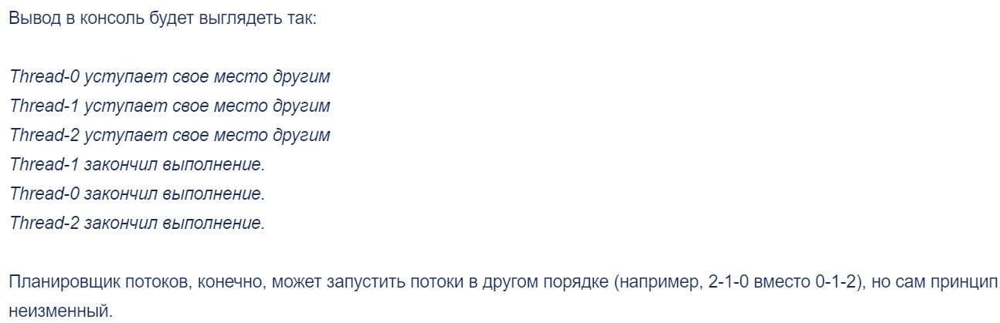 Вывод в консоль будет выглядеть так:
Thread-0 уступает свое место другим
Thread-1 уступает свое место другим
Thread-2 уступает свое место другим
Thread-1 закончил выполнение.
Thread-0 закончил выполнение.
Thread-2 закончил выполнение.
Планировщик потоков, конечно, может запустить потоки в другом порядке (например, 2-1-0 вместо 0-1-2), но сам принцип
неизменный.